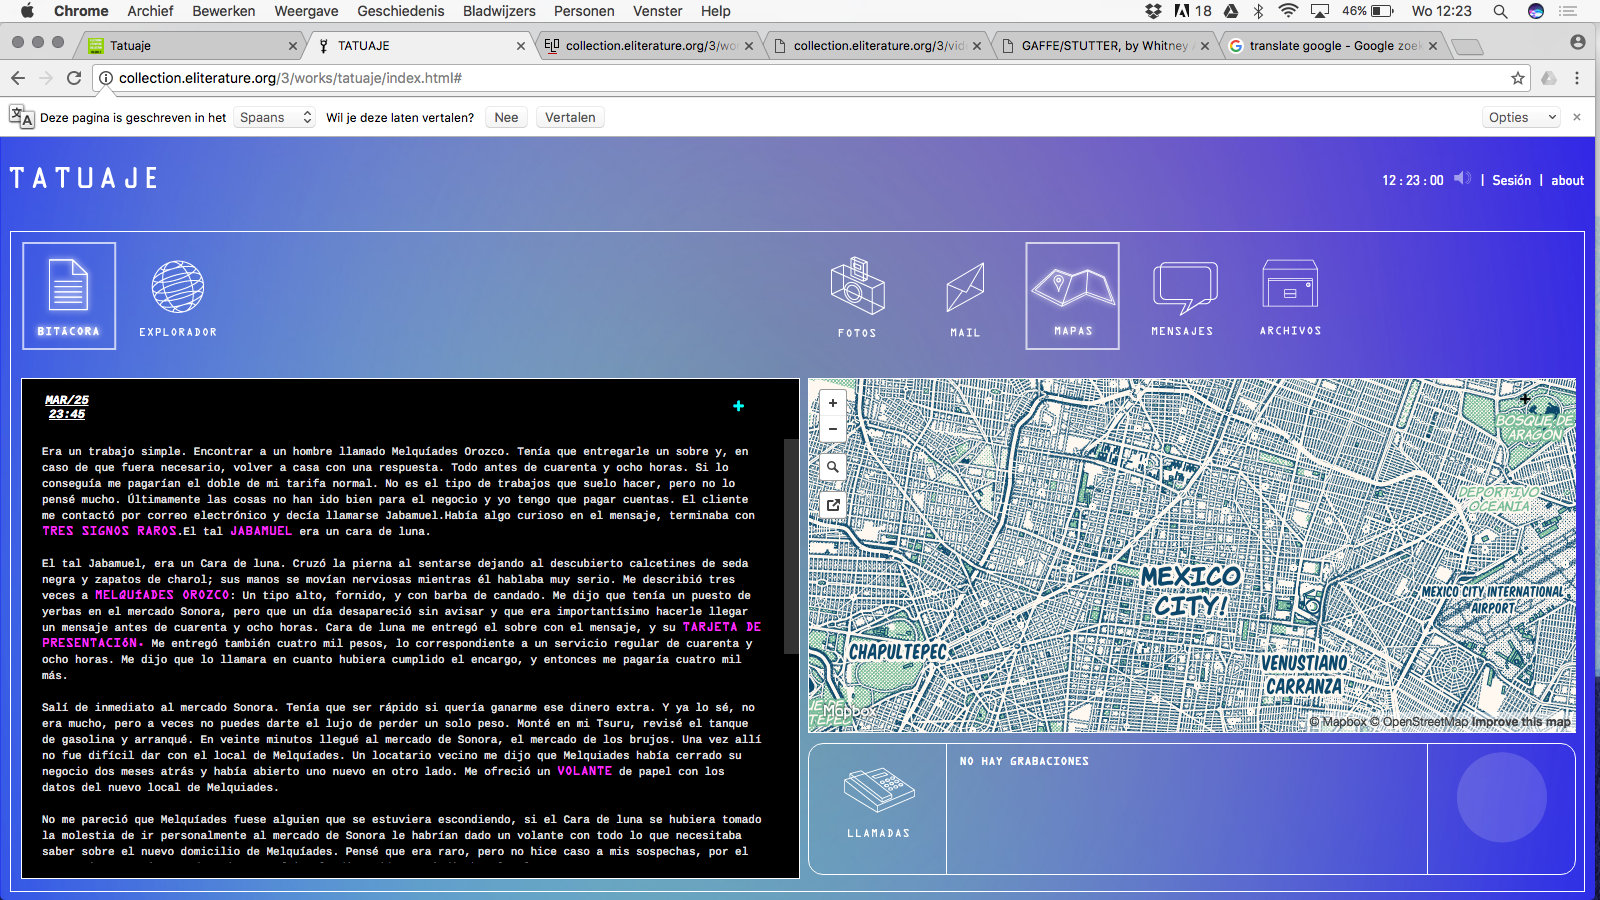 Chrome Archief Bewerken Weergave Geschiedenis Bladwijzers Personen Venster Help 18 46% Wo 12:23
Tatuaje TATUAJE collection.eliterature.org/3/wo collection.eliterature.org/3/vid GAFFE/STUTTER, by Whitney translate google - Google zoek
collection.eliterature.org/3/works/tatuaje/index.html#
Deze pagina is geschreven in het Spaans Wil je deze laten vertalen? Nee Vertalen Opties
TATUAJE
12 : 23 : 00 | Sesión | about
BITÁCORA EXPLORADOR FOTOS MAIL MAPAS MENSAJES ARCHIVOS
MAR/25
23:45
Era un trabajo simple. Encontrar a un hombre llamado Melquíades Orozco. Tenía que entregarle un sobre y, en
caso de que fuera necesario, volver a casa con una respuesta. Todo antes de cuarenta y ocho horas. Si lo
conseguía me pagarían el doble de mi tarifa normal. No es el tipo de trabajos que suelo hacer, pero no lo
pensé mucho. Últimamente las cosas no han ido bien para el negocio y yo tengo que pagar cuentas. El cliente
me contactó por correo electrónico y decía llamarse Jabamuel.Había algo curioso en el mensaje, terminaba con
TRES SIGNOS RAROS.El tal JABAMUEL era un cara de luna.
El tal Jabamuel, era un Cara de luna. Cruzó la pierna al sentarse dejando al descubierto calcetines de seda
negra y zapatos de charol; sus manos se movían nerviosas mientras él hablaba muy serio. Me describió tres
veces a MELQUÍADES OROZCO: Un tipo alto, fornido, y con barba de candado. Me dijo que tenía un puesto de
yerbas en el mercado Sonora, pero que un día desapareció sin avisar y que era importantísimo hacerle llegar
un mensaje antes de cuarenta y ocho horas. Cara de luna me entregó el sobre con el mensaje, y su TARJETA DE
PRESENTACIÓN. Me entregó también cuatro mil pesos, lo correspondiente a un servicio regular de cuarenta y
ocho horas. Me dijo que lo llamara en cuanto hubiera cumplido el encargo, y entonces me pagaría cuatro mil
más.
Salí de inmediato al mercado Sonora. Tenía que ser rápido si quería ganarme ese dinero extra. Y ya lo sé, no
era mucho, pero a veces no puedes darte el lujo de perder un solo peso. Monté en mi Tsuru, revisé el tanque
de gasolina y arranqué. En veinte minutos llegué al mercado de Sonora, el mercado de los brujos. Una vez allí
no fue difícil dar con el local de Melquíades. Un locatario vecino me dijo que Melquiades había cerrado su
negocio dos meses atrás y había abierto uno nuevo en otro lado. Me ofreció un VOLANTE de papel con los
datos del nuevo local de Melquiades.
No me pareció que Melquíades fuese alguien que se estuviera escondiendo, si el Cara de luna se hubiera tomado
la molestia de ir personalmente al mercado de Sonora le habrían dado un volante con todo lo que necesitaba
saber sobre el nuevo domicilio de Melquíades. Pensé que era raro, pero no hice caso a mis sospechas, por el
BOSQUE DE
ARAGÓN
DEPORTIVO
OCEANIA
MEXICO
CITY!
MEXICO CITY INTERNATIONAL
AIRPORT
CHAPULTEPEC
VENUSTIANO
CARRANZA
Mapbox
© Mapbox © OpenStreetMap Improve this map
LLAMADAS
NO HAY GRABACIONES